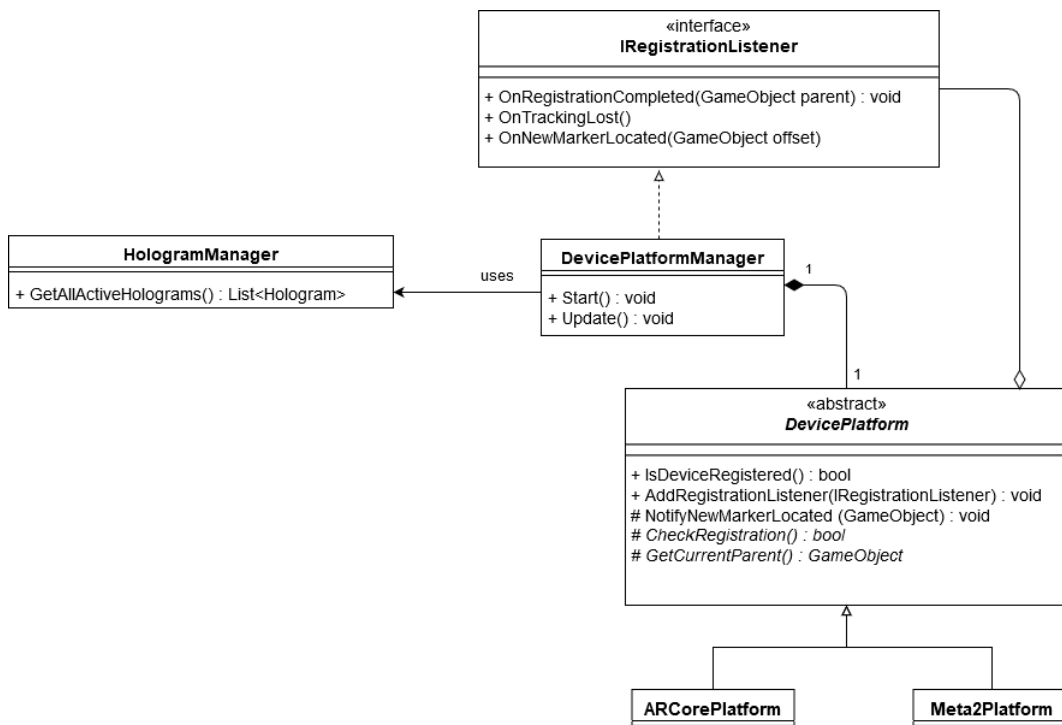 «interface»
IRegistrationListener
+ OnRegistrationCompleted(GameObject parent) : void
+ OnTrackingLost()
+ OnNewMarkerLocated(GameObject offset)
HologramManager
+ GetAllActiveHolograms() : List<Hologram>
uses
DevicePlatformManager
+ Start() : void
+ Update() : void
1
1
«abstract»
DevicePlatform
+ IsDeviceRegistered() : bool
+ AddRegistrationListener(IRegistrationListener) : void
# NotifyNewMarkerLocated (GameObject) : void
# CheckRegistration() : bool
# GetCurrentParent() : GameObject
ARCorePlatform
Meta2Platform